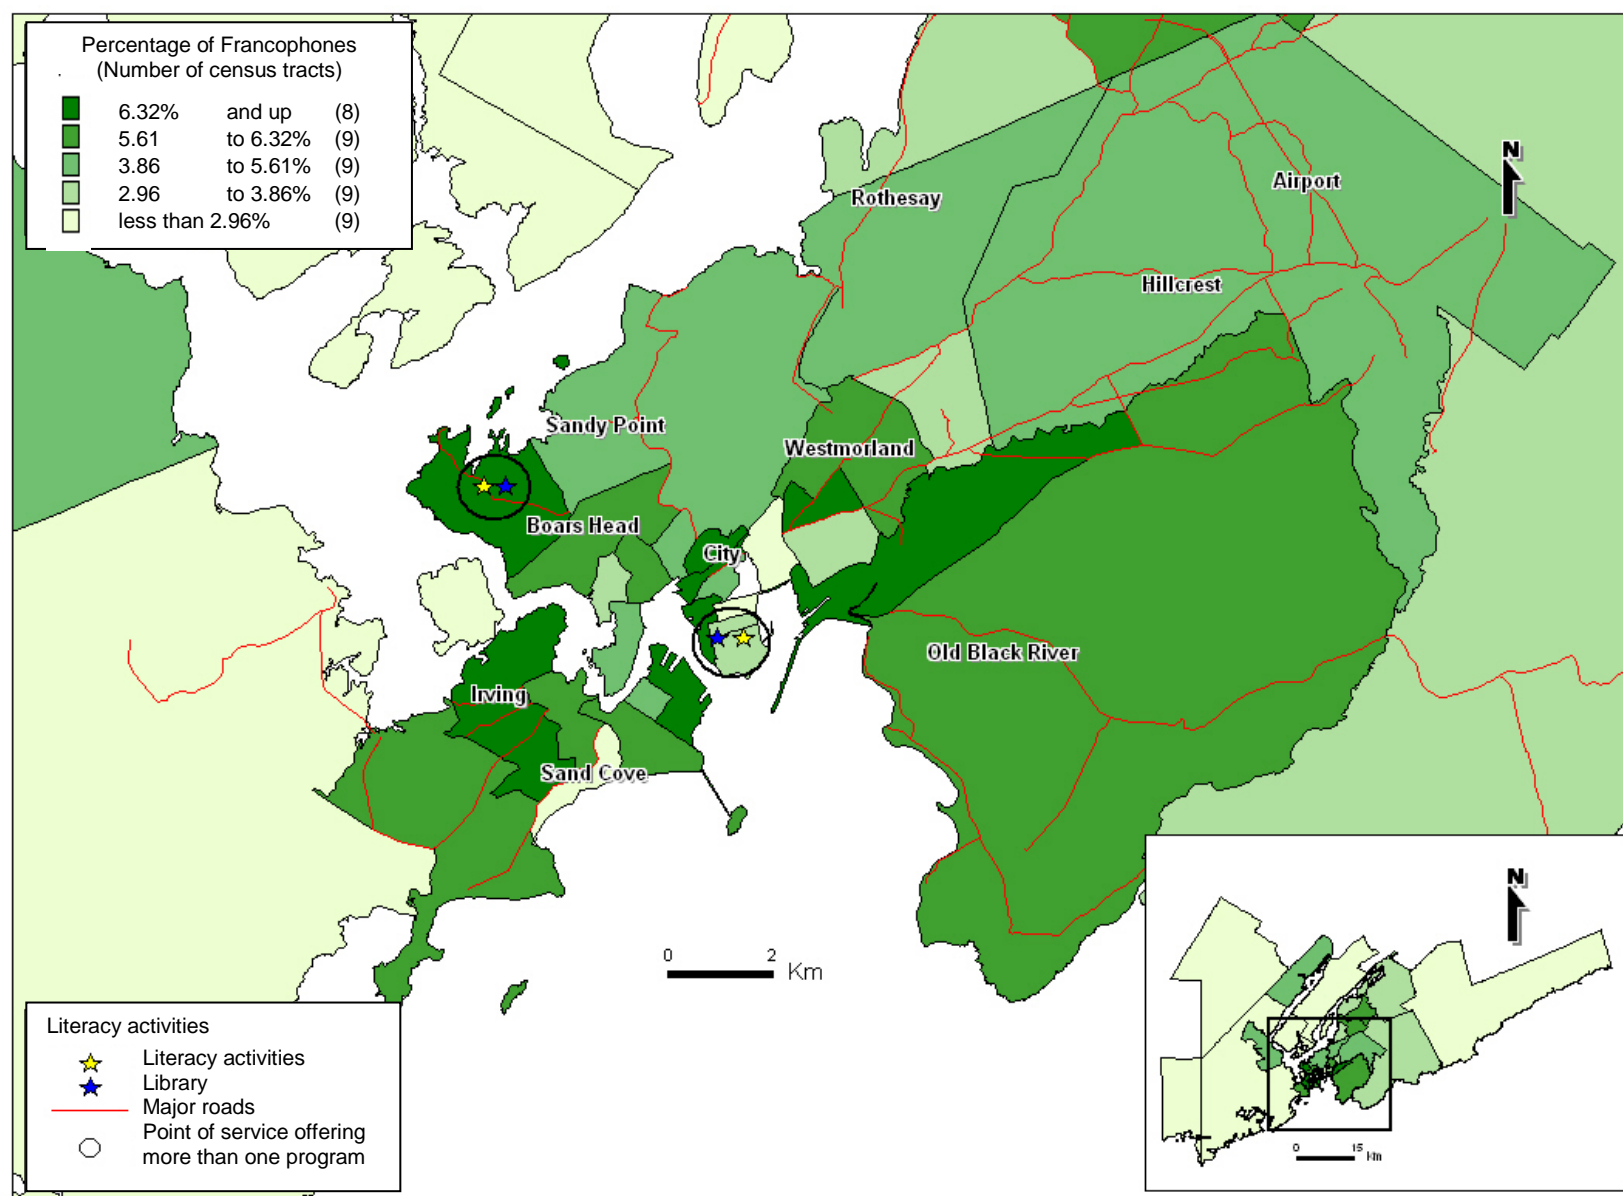 Percentage of Francophones
(Number of census tracts)
6.32% and up (8)
5.61 to 6.32% (9)
3.86 to 5.61% (9)
2.96 to 3.86% (9)
less than 2.96% (9)
N
Airport
Rothesay
Hillcrest
Sandy Point
Westmorland
Boars Head
City
Old Black River
Irving
Sand Cove
0 2 Km
N
0 15 Km
Literacy activities
Literacy activities
Library
Major roads
Point of service offering
more than one program